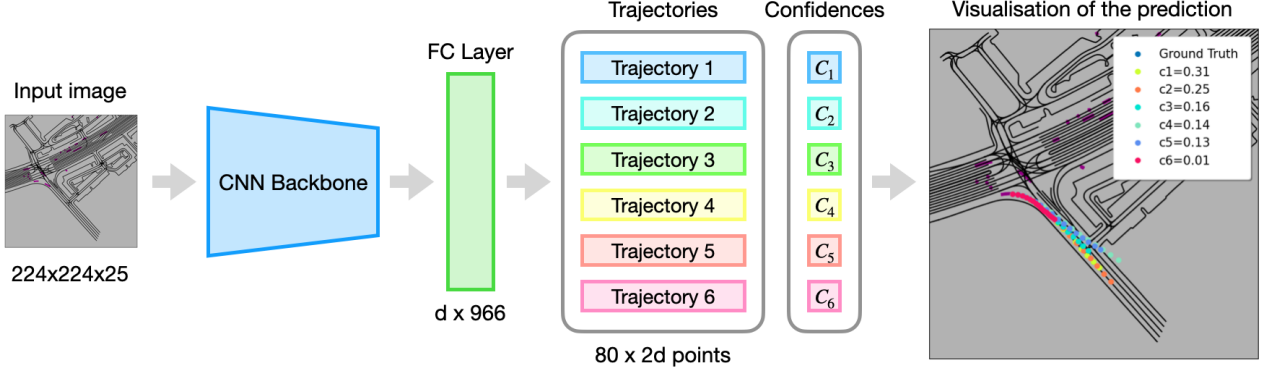 Input image
224x224x25
CNN Backbone
FC Layer
d x 966
Trajectories
Trajectory 1
Trajectory 2
Trajectory 3
Trajectory 4
Trajectory 5
Trajectory 6
80 x 2d points
Confidences
C1
C2
C3
C4
C5
C6
Visualisation of the prediction
Ground Truth
c1=0.31
c2=0.25
c3=0.16
c4=0.14
c5=0.13
c6=0.01